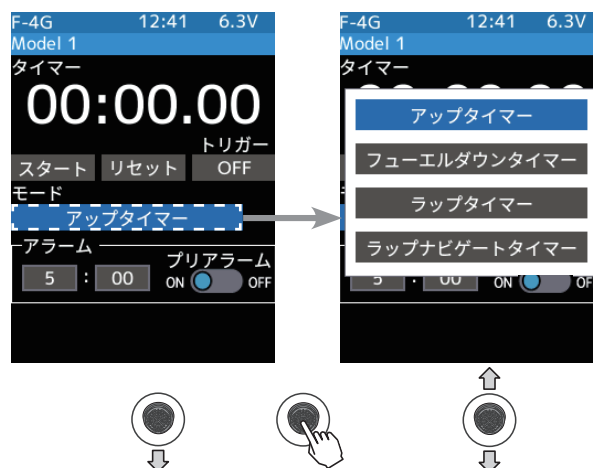 F-4G 12:41 6.3V
Model 1
タイマー
00:00.00
トリガー
スタート リセット OFF
モード
アップタイマー
アラーム
プリアラーム
5 : 00 ON OFF
F-4G 12:41 6.3V
Model 1
タイマー
アップタイマー
フューエルダウンタイマー
ラップタイマー
ラップナビゲートタイマー
5 : 00 ON OF